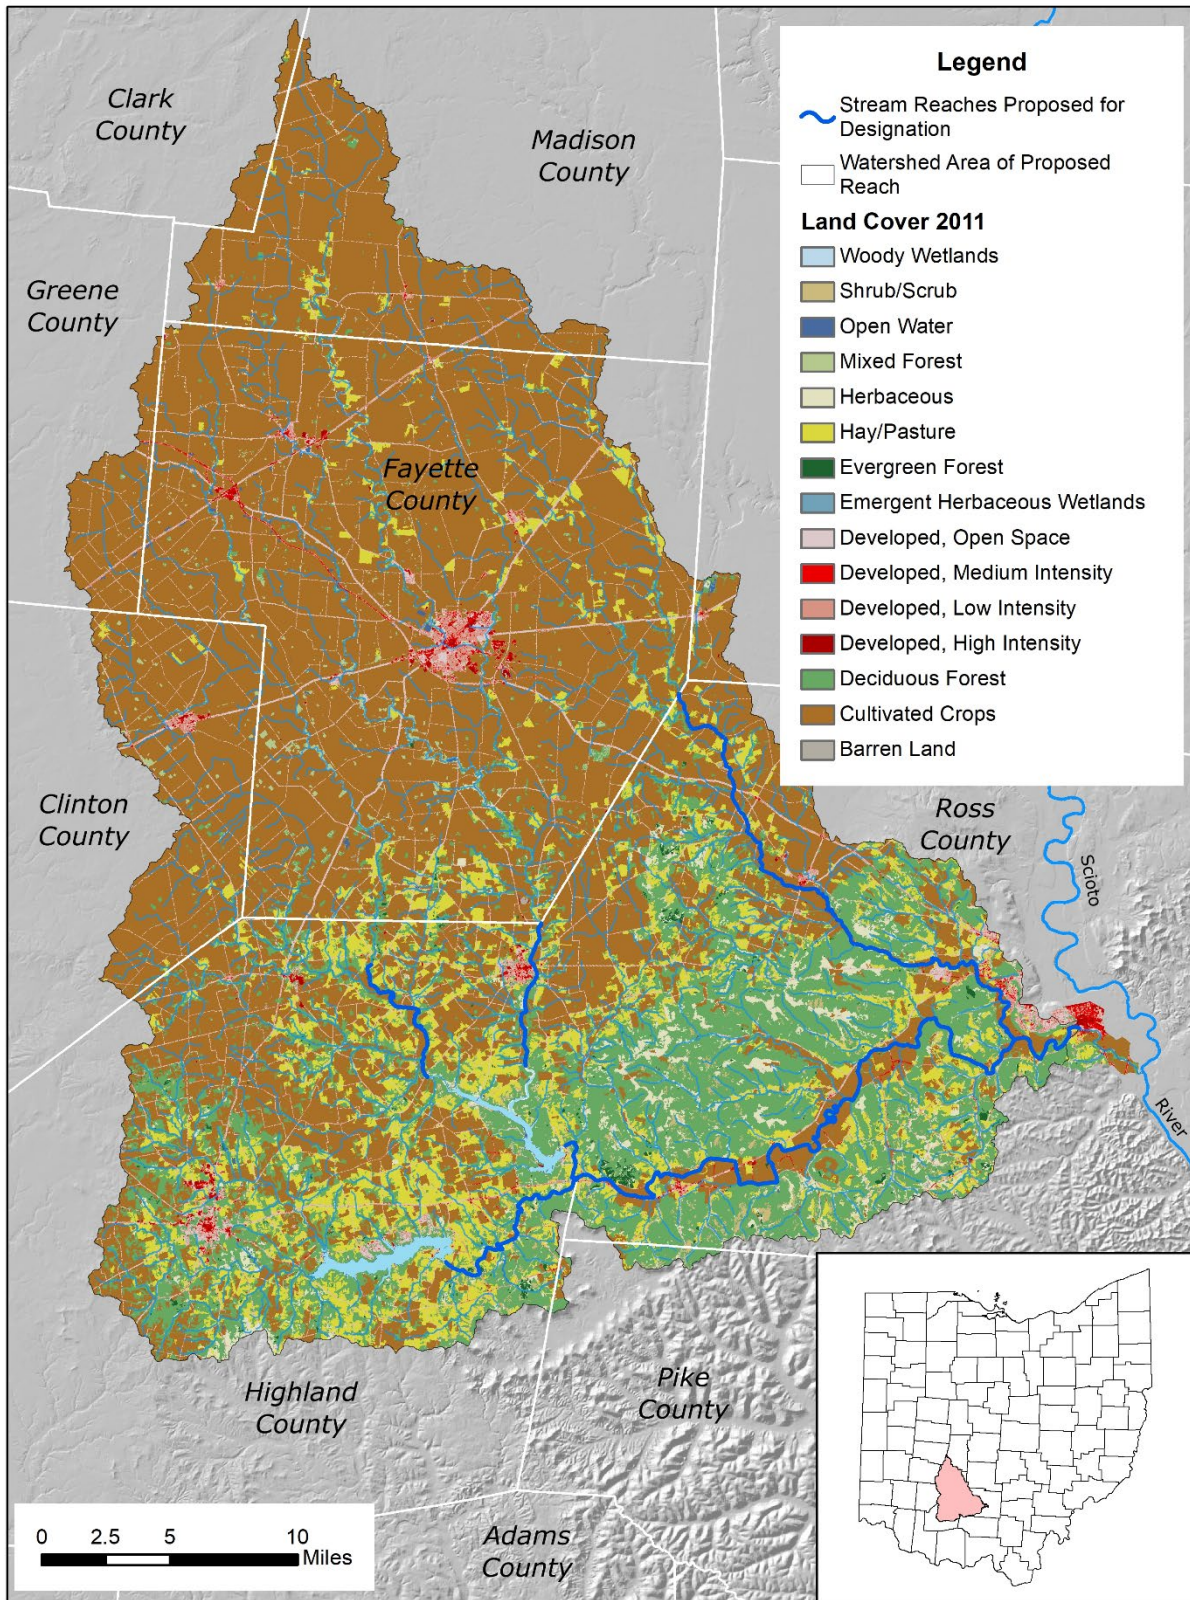 Legend
Stream Reaches Proposed for
Designation
Watershed Area of Proposed
Reach
Land Cover 2011
Woody Wetlands
Shrub/Scrub
Open Water
Mixed Forest
Herbaceous
Hay/Pasture
Evergreen Forest
Emergent Herbaceous Wetlands
Developed, Open Space
Developed, Medium Intensity
Developed, Low Intensity
Developed, High Intensity
Deciduous Forest
Cultivated Crops
Barren Land
Clark
County
Madison
County
Greene
County
Fayette
County
Clinton
County
Ross
County
Scioto
River
Highland
County
Pike
County
Adams
County
0 2.5 5 10
Miles